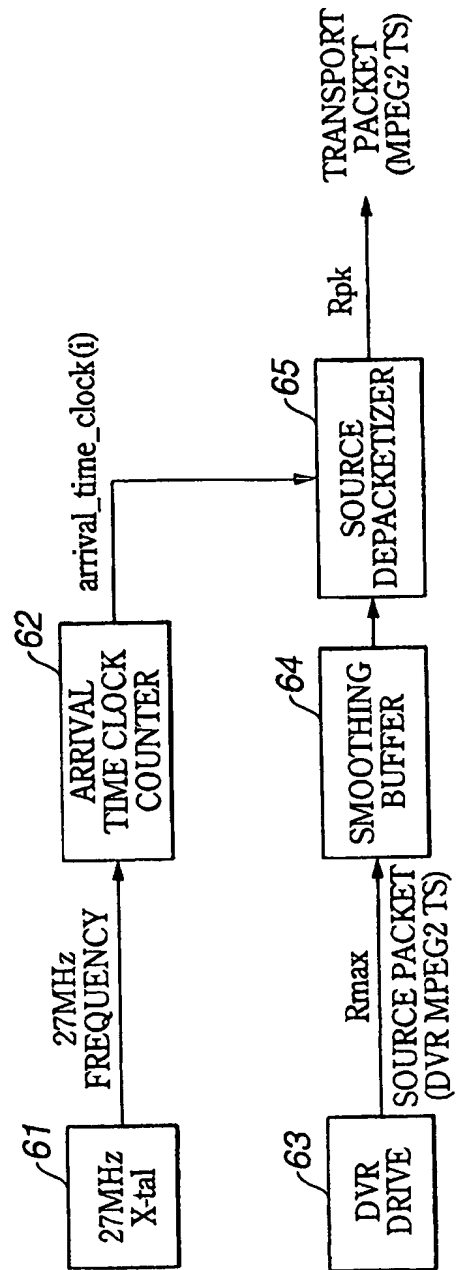 61
27MHz
X-tal
27MHz
FREQUENCY
62
ARRIVAL
TIME CLOCK
COUNTER
arrival_time_clock(i)
63
DVR
DRIVE
Rmax
SOURCE PACKET
(DVR MPEG2 TS)
64
SMOOTHING
BUFFER
65
SOURCE
DEPACKETIZER
Rpk
TRANSPORT
PACKET
(MPEG2 TS)